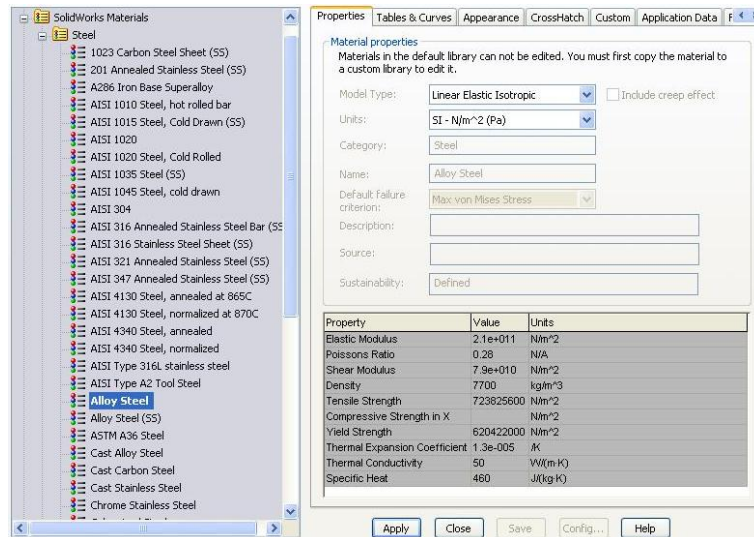 SolidWorks Materials
Steel
1023 Carbon Steel Sheet (SS)
201 Annealed Stainless Steel (SS)
A286 Iron Base Superalloy
AISI 1010 Steel, hot rolled bar
AISI 1015 Steel, Cold Drawn (SS)
AISI 1020
AISI 1020 Steel, Cold Rolled
AISI 1035 Steel (SS)
AISI 1045 Steel, cold drawn
AISI 304
AISI 316 Annealed Stainless Steel Bar (SS
AISI 316 Stainless Steel Sheet (SS)
AISI 321 Annealed Stainless Steel (SS)
AISI 347 Annealed Stainless Steel (SS)
AISI 4130 Steel, annealed at 865C
AISI 4130 Steel, normalized at 870C
AISI 4340 Steel, annealed
AISI 4340 Steel, normalized
AISI Type 316L stainless steel
AISI Type A2 Tool Steel
Alloy Steel
Alloy Steel (SS)
ASTM A36 Steel
Cast Alloy Steel
Cast Carbon Steel
Cast Stainless Steel
Chrome Stainless Steel
Properties Tables & Curves Appearance CrossHatch Custom Application Data F
Material properties
Materials in the default library can not be edited. You must first copy the material to
a custom library to edit it.
Model Type: Linear Elastic Isotropic Include creep effect
Units: SI - N/m^2 (Pa)
Category: Steel
Name: Alloy Steel
Default failure
criterion: Max von Mises Stress
Description:
Source:
Sustainability: Defined
Property Value Units
Elastic Modulus 2.1e+011 N/m^2
Poissons Ratio 0.28 N/A
Shear Modulus 7.9e+010 N/m^2
Density 7700 kg/m^3
Tensile Strength 723825600 N/m^2
Compressive Strength in X N/m^2
Yield Strength 620422000 N/m^2
Thermal Expansion Coefficient 1.3e-005 /K
Thermal Conductivity 50 W/(m·K)
Specific Heat 460 J/(kg·K)
Apply Close Save Config... Help